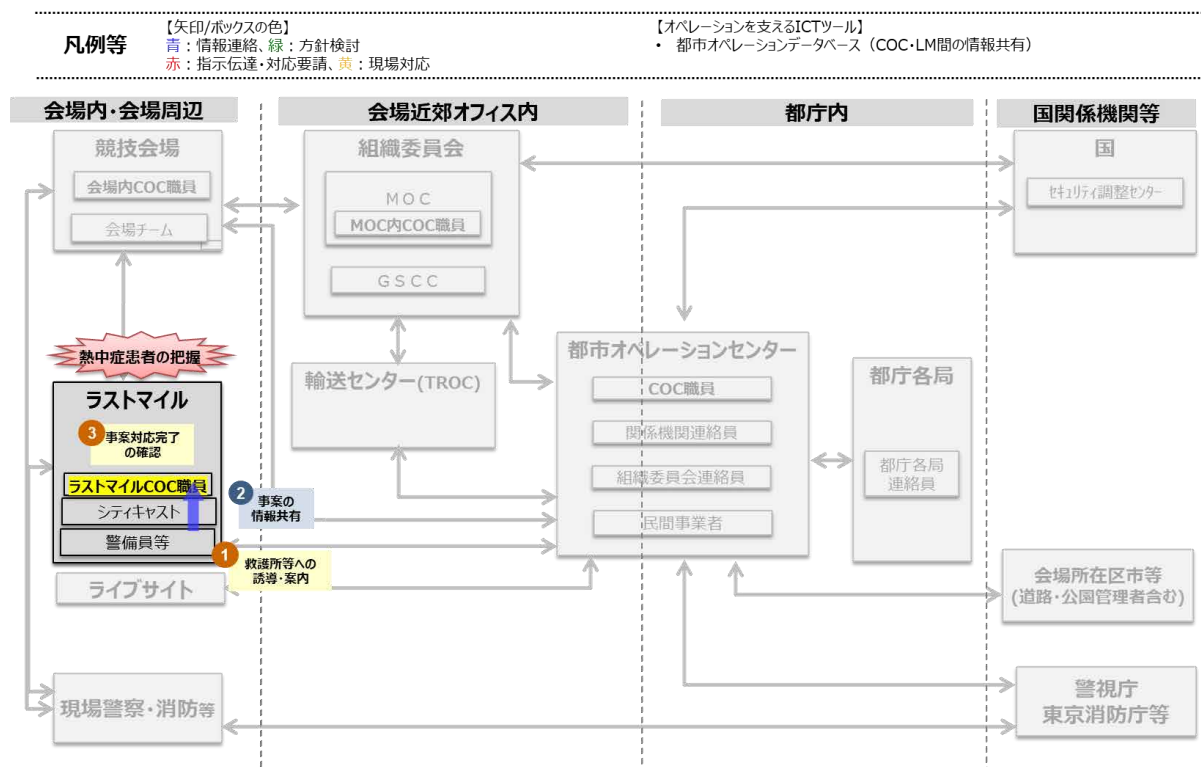 凡例等
【矢印/ボックスの色】
青：情報連絡、緑：方針検討
赤：指示伝達・対応要請、黄：現場対応
【オペレーションを支えるICTツール】
• 都市オペレーションデータベース（COC・LM間の情報共有）
会場内・会場周辺
会場近郊オフィス内
都庁内
国関係機関等
競技会場
会場内COC職員
会場チーム
組織委員会
MOC
MOC内COC職員
GSCC
国
セキュリティ調整センター
熱中症患者の把握
ラストマイル
3
事案対応完了
の確認
ラストマイルCOC職員
シティキャスト
警備員等
輸送センター(TROC)
都市オペレーションセンター
COC職員
関係機関連絡員
組織委員会連絡員
民間事業者
都庁各局
都庁各局
連絡員
2
事案の
情報共有
1
救護所等への
誘導・案内
ライブサイト
会場所在区市等
(道路・公園管理者含む)
現場警察・消防等
警視庁
東京消防庁等